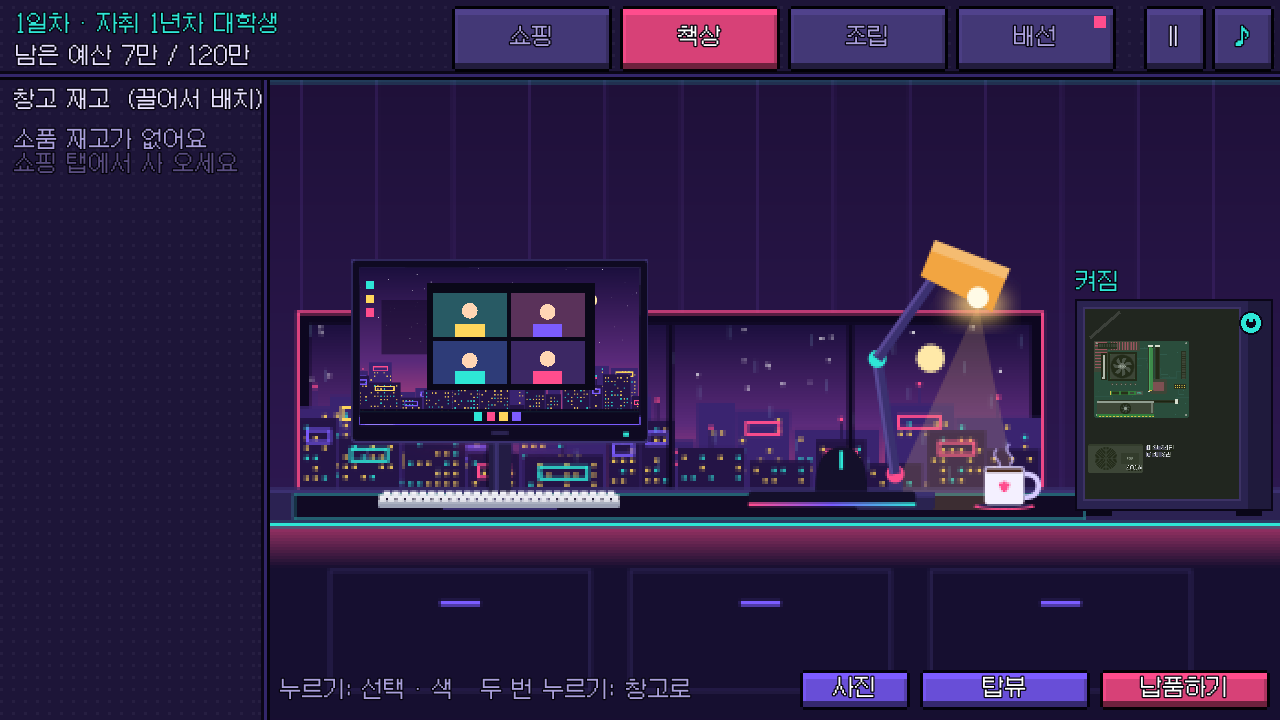 1일차 · 자취 1년차 대학생
남은 예산 7만 / 120만
쇼핑
책상
조립
배선
창고 재고 (끌어서 배치)
소품 재고가 없어요
쇼핑 탭에서 사 오세요
켜짐
누르기: 선택 · 색 두 번 누르기: 창고로
사진
탑뷰
납품하기